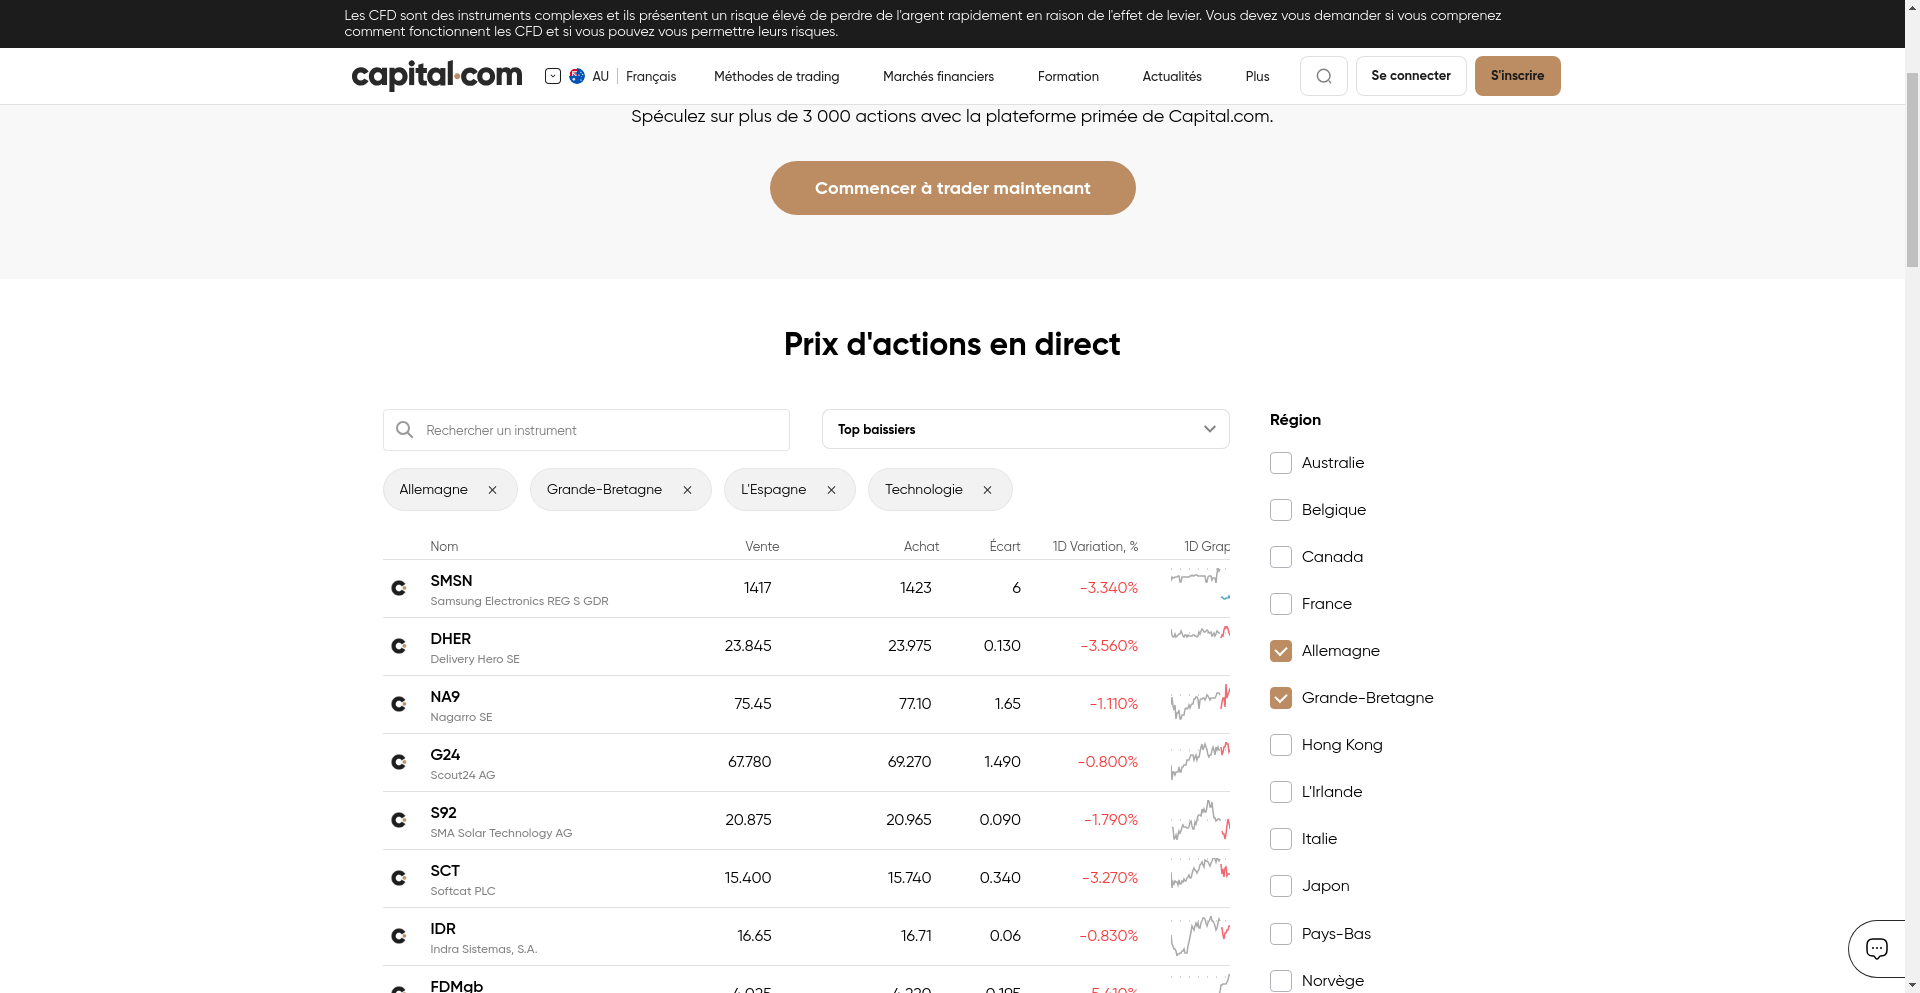 Les CFD sont des instruments complexes et ils présentent un risque élevé de perdre de l'argent rapidement en raison de l'effet de levier. Vous devez vous demander si vous comprenez
comment fonctionnent les CFD et si vous pouvez vous permettre leurs risques.
capital.com AU Français Méthodes de trading Marchés financiers Formation Actualités Plus Se connecter S'inscrire
Spéculez sur plus de 3 000 actions avec la plateforme primée de Capital.com.
Commencer à trader maintenant
Prix d'actions en direct
Rechercher un instrument
Top baissiers
Allemagne
Grande-Bretagne
L'Espagne
Technologie
Nom Vente Achat Écart 1D Variation, % 1D Grap
SMSN 1417 1423 6 -3.340%
Samsung Electronics REG S GDR
DHER 23.845 23.975 0.130 -3.560%
Delivery Hero SE
NA9 75.45 77.10 1.65 -1.110%
Nagarro SE
G24 67.780 69.270 1.490 -0.800%
Scout24 AG
S92 20.875 20.965 0.090 -1.790%
SMA Solar Technology AG
SCT 15.400 15.740 0.340 -3.270%
Softcat PLC
IDR 16.65 16.71 0.06 -0.830%
Indra Sistemas, S.A.
FDMgb
Région
Australie
Belgique
Canada
France
Allemagne
Grande-Bretagne
Hong Kong
L'Irlande
Italie
Japon
Pays-Bas
Norvège